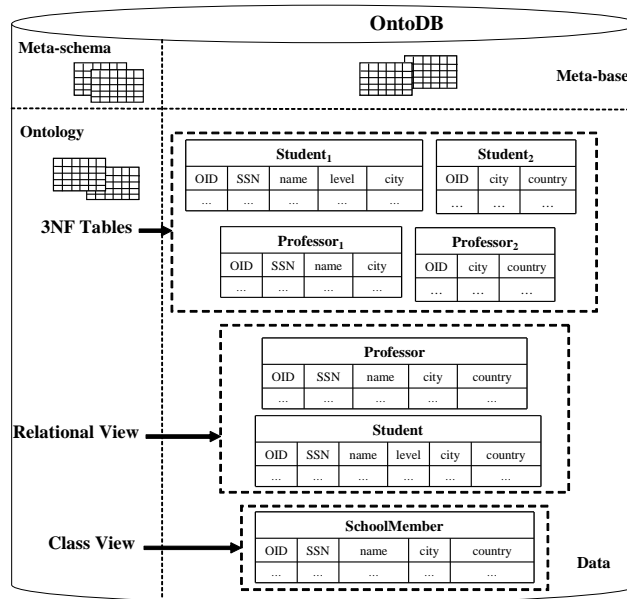 OntoDB
Meta-schema
Meta-base
Ontology
3NF Tables
Student1
OID SSN name level city
... ... ... ... ...
Student2
OID city country
... ... ...
Professor1
OID SSN name city
... ... ... ...
Professor2
OID city country
... ... ...
Relational View
Professor
OID SSN name city country
... ... ... ... ...
Student
OID SSN name level city country
... ... ... ... ... ...
Class View
SchoolMember
OID SSN name city country
... ... ... ... ...
Data